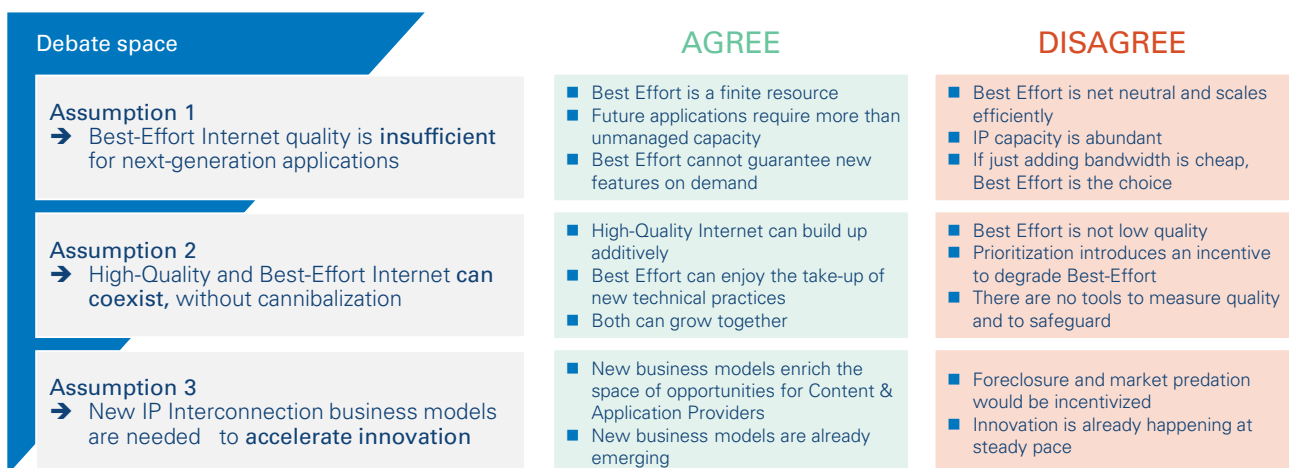 Debate space
AGREE
DISAGREE
Assumption 1
➔ Best-Effort Internet quality is insufficient
for next-generation applications
■ Best Effort is a finite resource
■ Future applications require more than
unmanaged capacity
■ Best Effort cannot guarantee new
features on demand
■ Best Effort is net neutral and scales
efficiently
■ IP capacity is abundant
■ If just adding bandwidth is cheap,
Best Effort is the choice
Assumption 2
➔ High-Quality and Best-Effort Internet can
coexist, without cannibalization
■ High-Quality Internet can build up
additively
■ Best Effort can enjoy the take-up of
new technical practices
■ Both can grow together
■ Best Effort is not low quality
■ Prioritization introduces an incentive
to degrade Best-Effort
■ There are no tools to measure quality
and to safeguard
Assumption 3
➔ New IP Interconnection business models
are needed to accelerate innovation
■ New business models enrich the
space of opportunities for Content &
Application Providers
■ New business models are already
emerging
■ Foreclosure and market predation
would be incentivized
■ Innovation is already happening at
steady pace